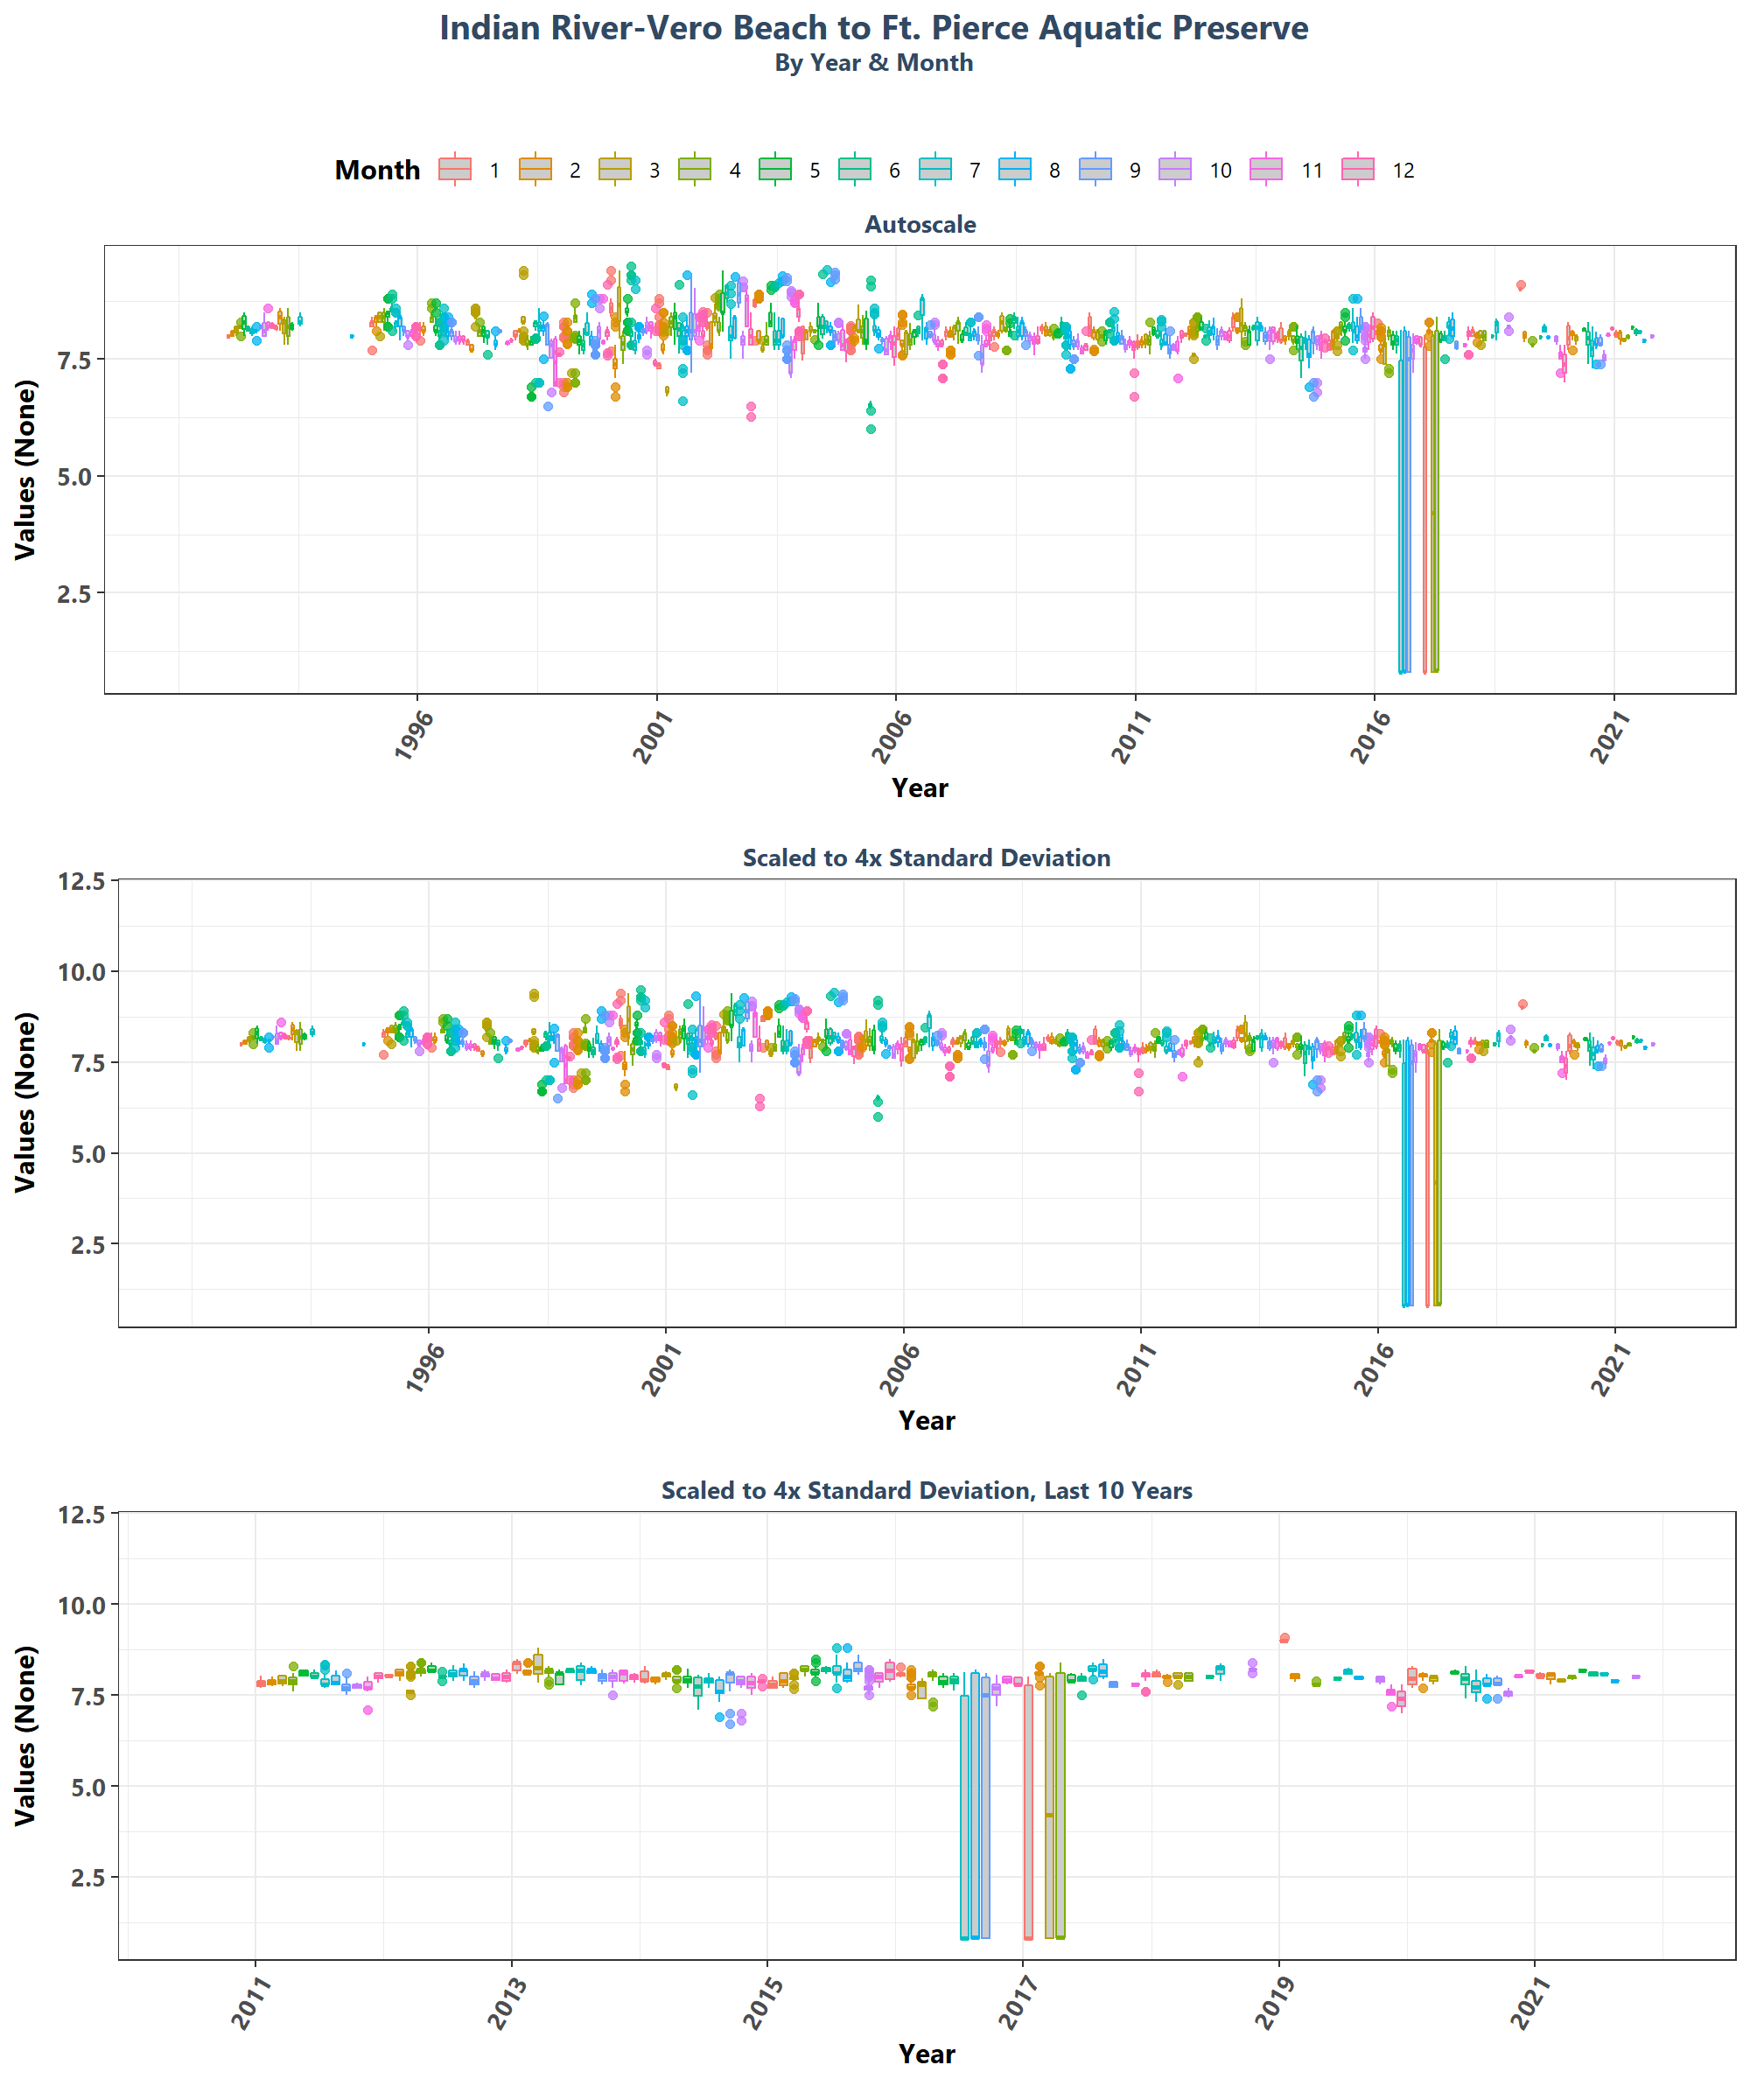 Indian River-Vero Beach to Ft. Pierce Aquatic Preserve
By Year & Month
Month 1 2 3 4 5 6 7 8 9 10 11 12
Autoscale
Values (None)
7.5
5.0
2.5
1996 2001 2006 2011 2016 2021
Year
Scaled to 4x Standard Deviation
Values (None)
12.5
10.0
7.5
5.0
2.5
1996 2001 2006 2011 2016 2021
Year
Scaled to 4x Standard Deviation, Last 10 Years
Values (None)
12.5
10.0
7.5
5.0
2.5
2011 2013 2015 2017 2019 2021
Year